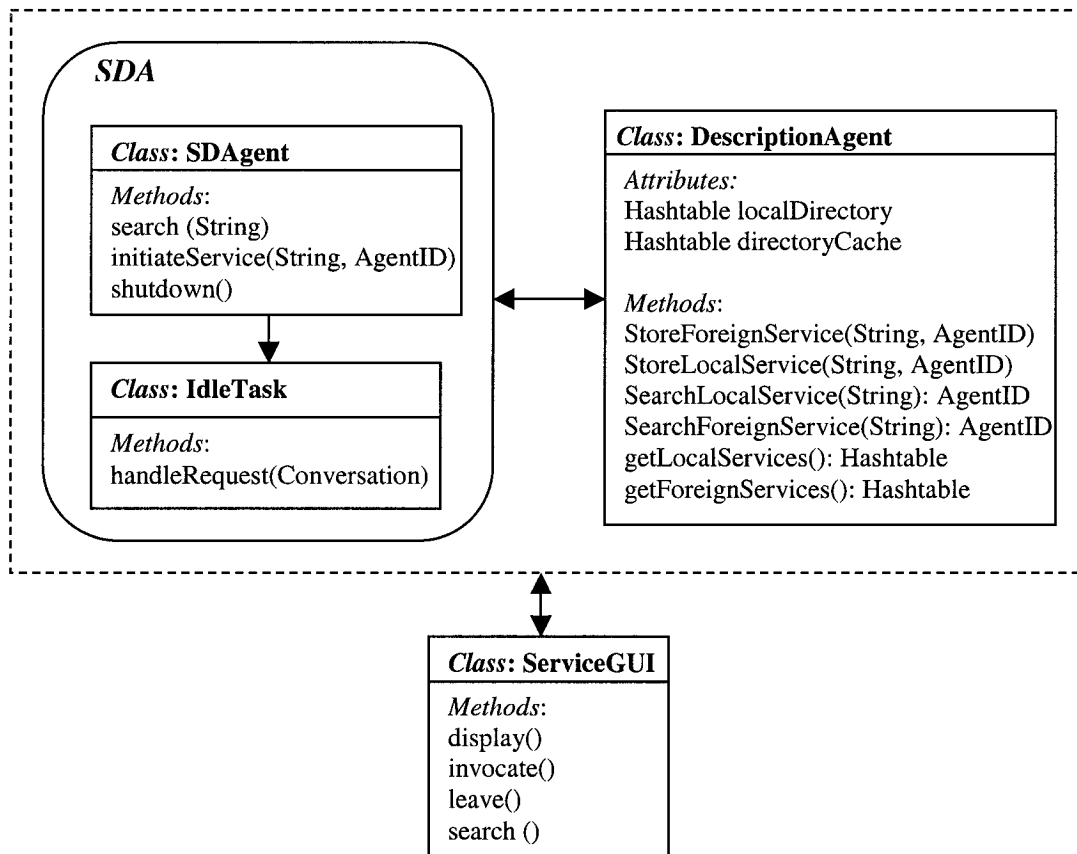 SDA
Class: SDAgent
Methods:
search (String)
initiateService(String, AgentID)
shutdown()
Class: IdleTask
Methods:
handleRequest(Conversation)
Class: DescriptionAgent
Attributes:
Hashtable localDirectory
Hashtable directoryCache
Methods:
StoreForeignService(String, AgentID)
StoreLocalService(String, AgentID)
SearchLocalService(String): AgentID
SearchForeignService(String): AgentID
getLocalServices(): Hashtable
getForeignServices(): Hashtable
Class: ServiceGUI
Methods:
display()
invocate()
leave()
search ()